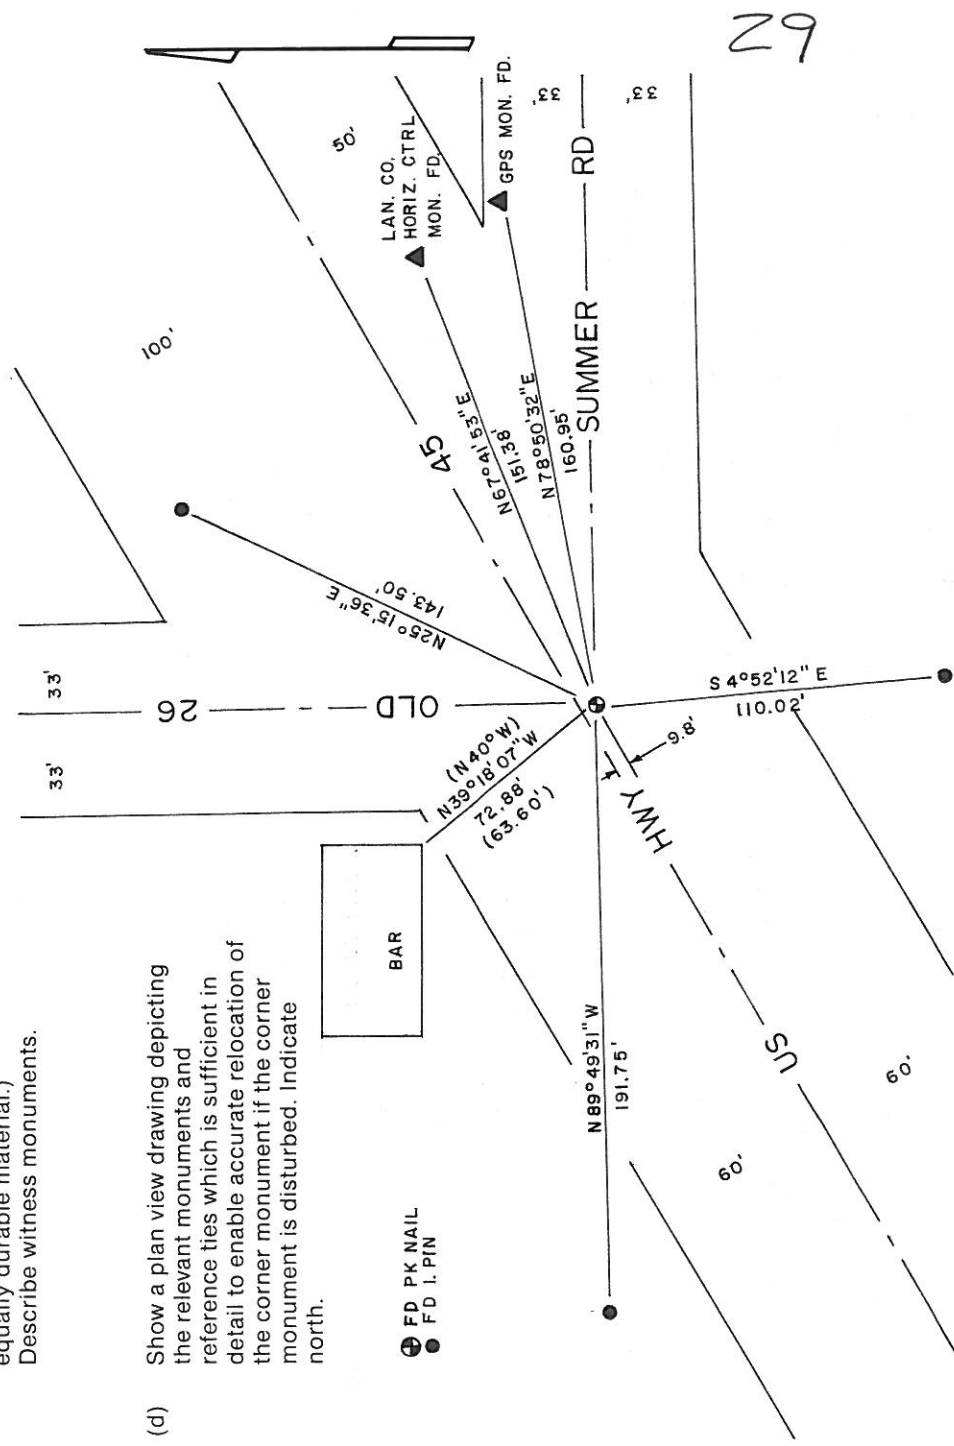 equally durable material.)
Describe witness monuments.
(d) Show a plan view drawing depicting
the relevant monuments and
reference ties which is sufficient in
detail to enable accurate relocation of
the corner monument if the corner
monument is disturbed. Indicate
north.
FD PK NAIL
FD I. PIN
BAR
33'
33'
26
OLD
100'
50'
45
LAN. CO.
HORIZ. CTRL
MON. FD.
GPS MON. FD.
33'
33'
SUMMER RD
N25°15'36"E
143.50'
N67°41'53"E
151.38'
N78°50'32"E
160.95'
(N40°W)
N39°18'07"W
72.88'
(63.60')
S4°52'12"E
110.02'
9.8'
N89°49'31"W
191.75'
US HWY
60'
60'
29